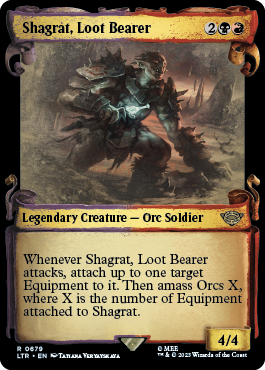 Shagrat, Loot Bearer 2
Legendary Creature — Orc Soldier
Whenever Shagrat, Loot Bearer
attacks, attach up to one target
Equipment to it. Then amass Orcs X,
where X is the number of Equipment
attached to Shagrat.
4/4
R 0679
LTR • EN Tatiana Veryayskaya
© MEE
™ & © 2023 Wizards of the Coast